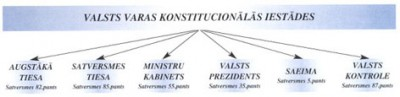 VALSTS VARAS KONSTITUCIONĀLĀS IESTĀDES
AUGSTĀKĀ
TIESA
Satversmes 82.pants
SATVERSMES
TIESA
Satversmes 85.pants
MINISTRU
KABINETS
Satversmes 55.pants
VALSTS
PREZIDENTS
Satversmes 35.pants
SAEIMA
Satversmes 5.pants
VALSTS
KONTROLE
Satversmes 87.pants